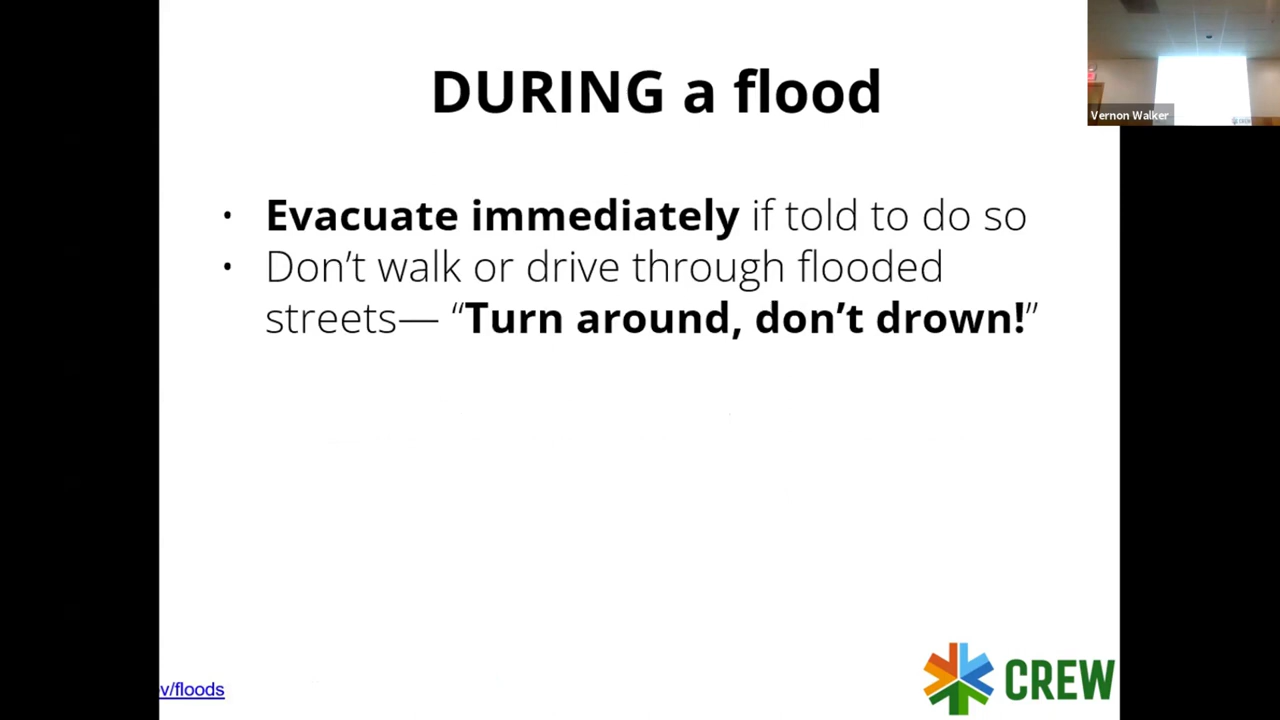 DURING a flood
Vernon Walker
• Evacuate immediately if told to do so
• Don’t walk or drive through flooded
streets— “Turn around, don’t drown!”
v/floods
CREW